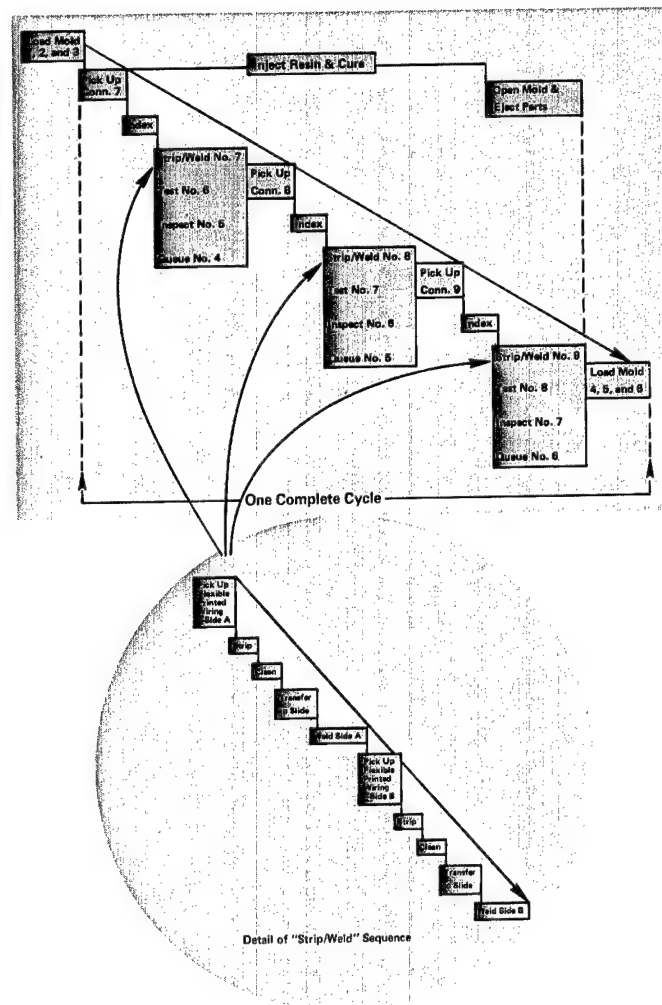 Load Mold
1, 2, and 3
Pick Up
Conn. 7
Inject Resin & Cure
Open Mold &
Eject Parts
Index
Strip/Weld No. 7
Test No. 6
Inspect No. 5
Queue No. 4
Pick Up
Conn. 8
Index
Strip/Weld No. 8
Test No. 7
Inspect No. 6
Queue No. 5
Pick Up
Conn. 9
Index
Strip/Weld No. 9
Test No. 8
Inspect No. 7
Queue No. 6
Load Mold
4, 5, and 6
One Complete Cycle
Pick Up
Flexible
Printed
Wiring
Side A
Strip
Clean
Transfer
to Slide
Weld Side A
Pick Up
Flexible
Printed
Wiring
Side B
Strip
Clean
Transfer
to Slide
Weld Side B
Detail of "Strip/Weld" Sequence